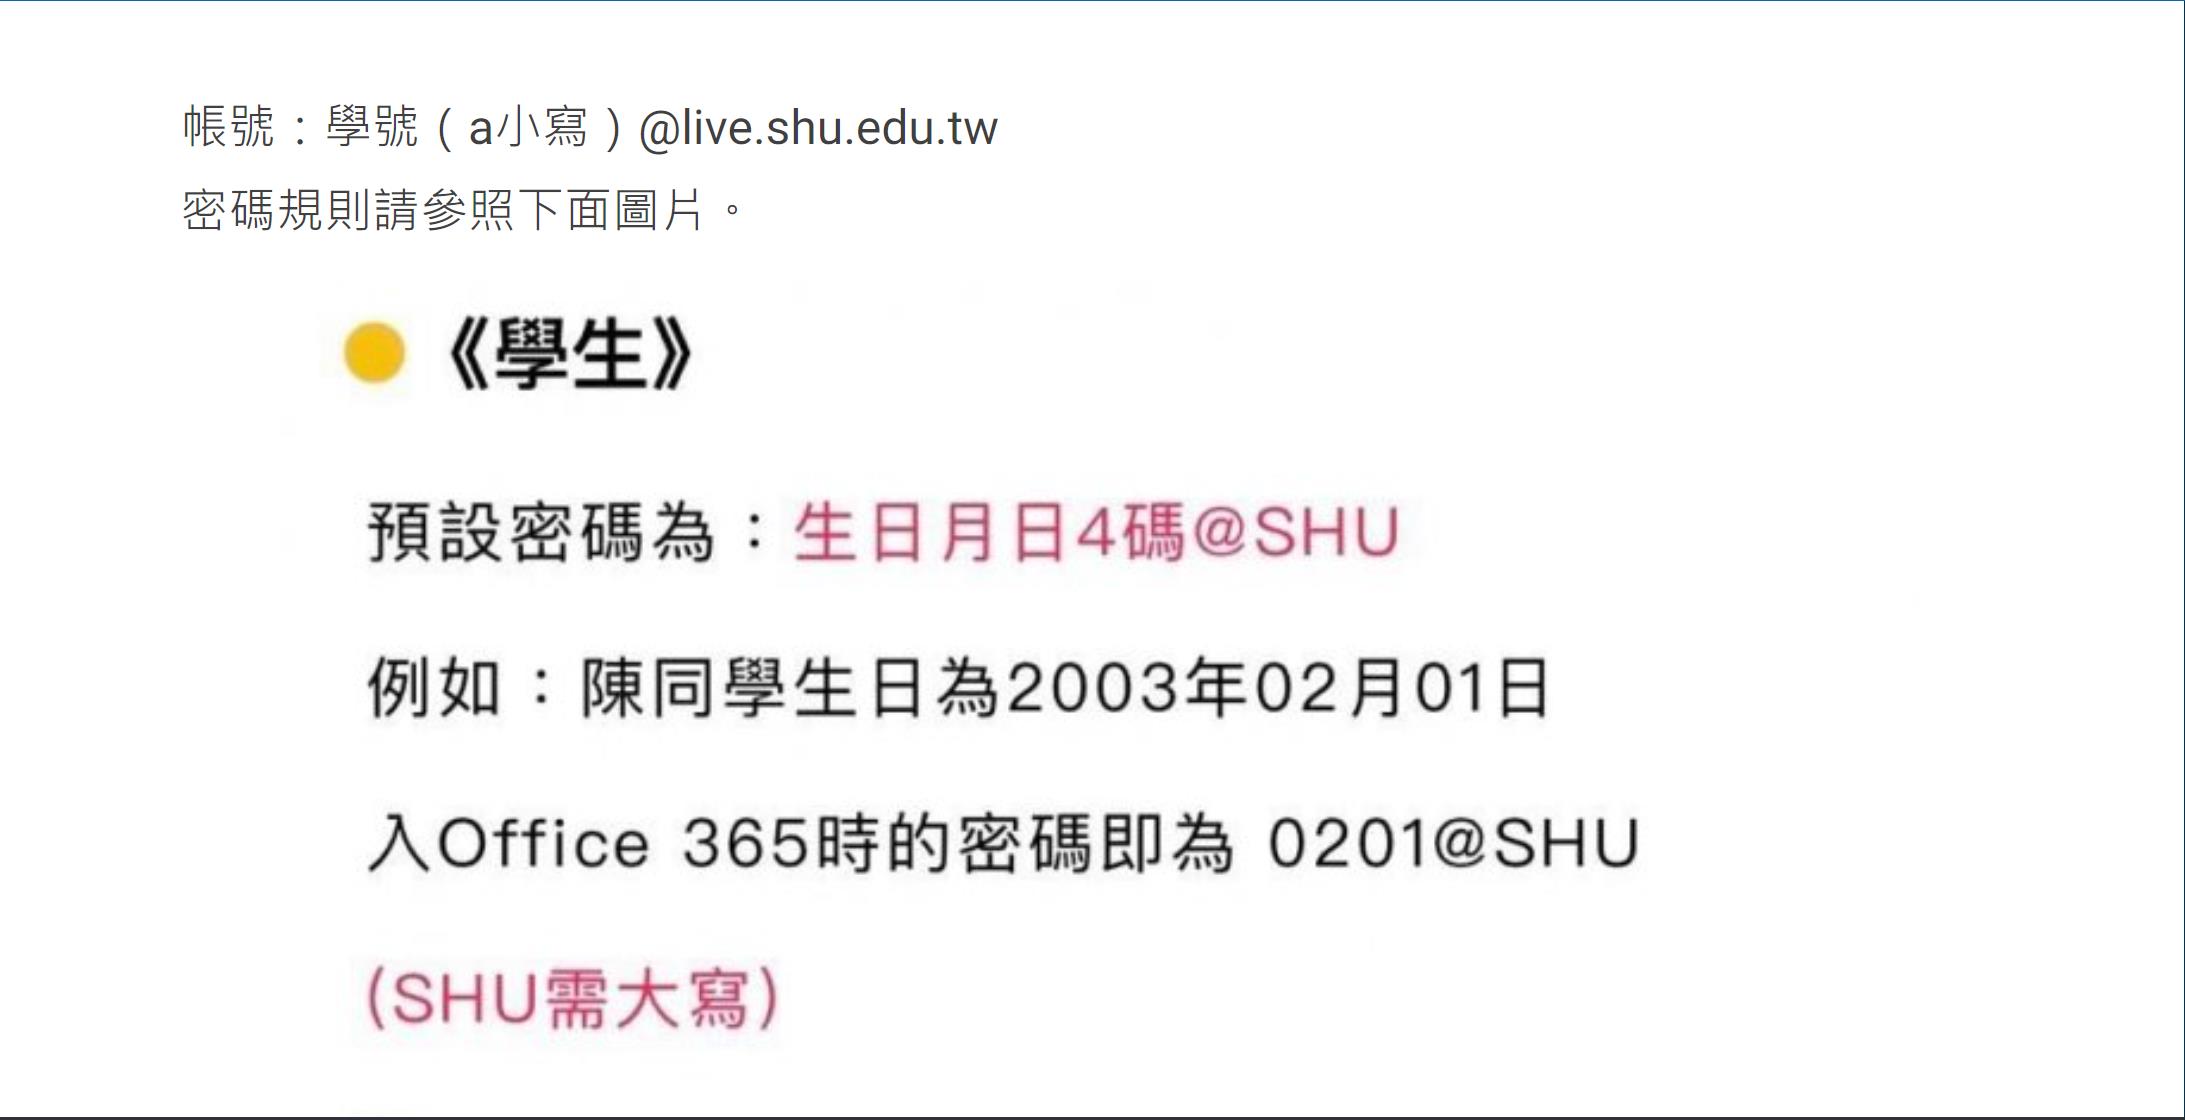 帳號：學號（a小寫）@live.shu.edu.tw
密碼規則請參照下面圖片。
《學生》
預設密碼為：生日月日4碼@SHU
例如：陳同學生日為2003年02月01日
入Office 365時的密碼即為 0201@SHU
(SHU需大寫)